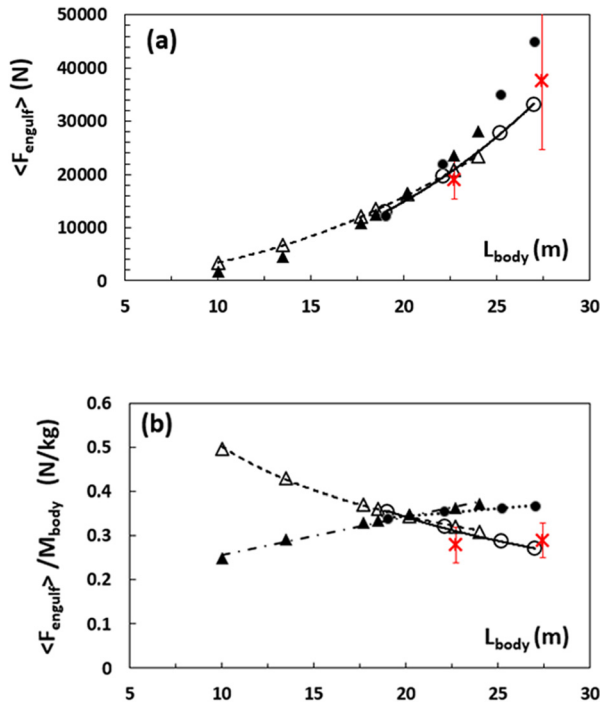 (a)
<F_engulf> (N)
50000
40000
30000
20000
10000
0
L_body (m)
5 10 15 20 25 30
(b)
<F_engulf> /M_body (N/kg)
0.6
0.5
0.4
0.3
0.2
0.1
0
L_body (m)
5 10 15 20 25 30